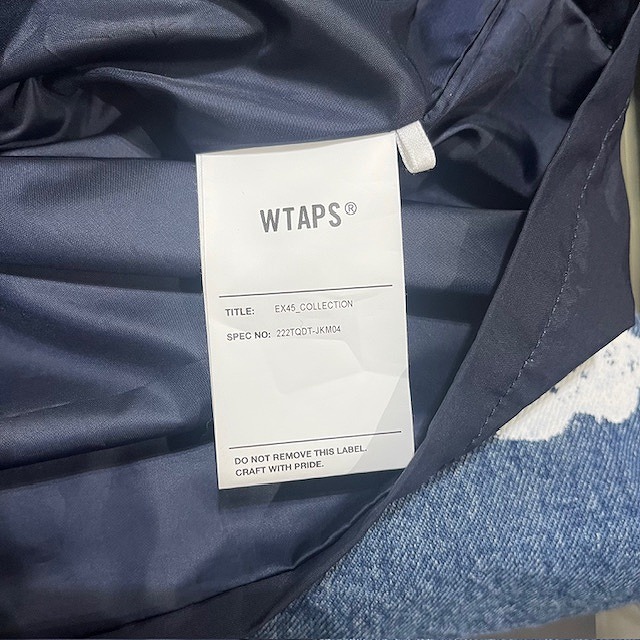 WTAPS®
TITLE: EX45_COLLECTION
SPEC NO: 222TQDT-JKM04
DO NOT REMOVE THIS LABEL.
CRAFT WITH PRIDE.